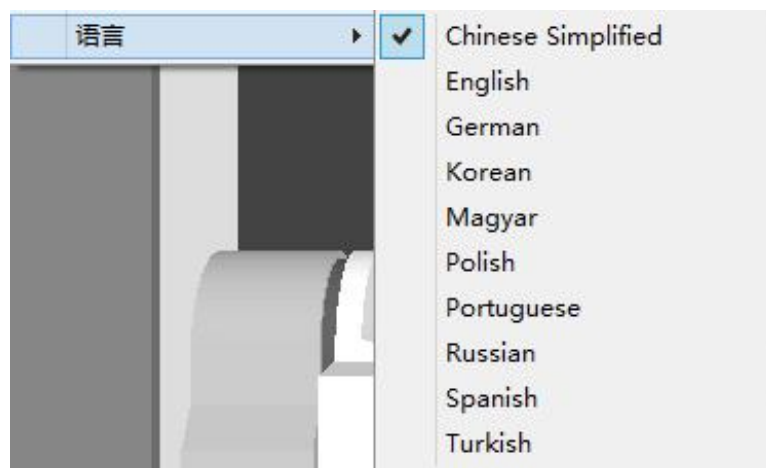 语言
Chinese Simplified
English
German
Korean
Magyar
Polish
Portuguese
Russian
Spanish
Turkish